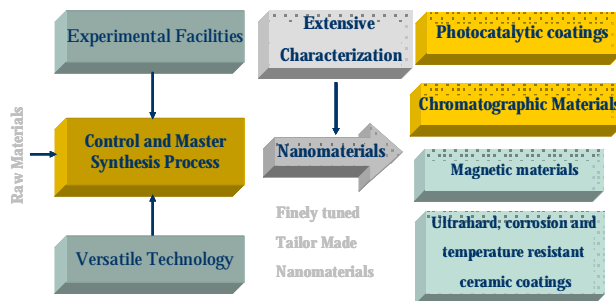 Experimental Facilities
Raw Materials
Control and Master
Synthesis Process
Versatile Technology
Extensive
Characterization
Nanomaterials
Finely tuned
Tailor Made
Nanomaterials
Photocatalytic coatings
Chromatographic Materials
Magnetic materials
Ultrahard, corrosion and
temperature resistant
ceramic coatings